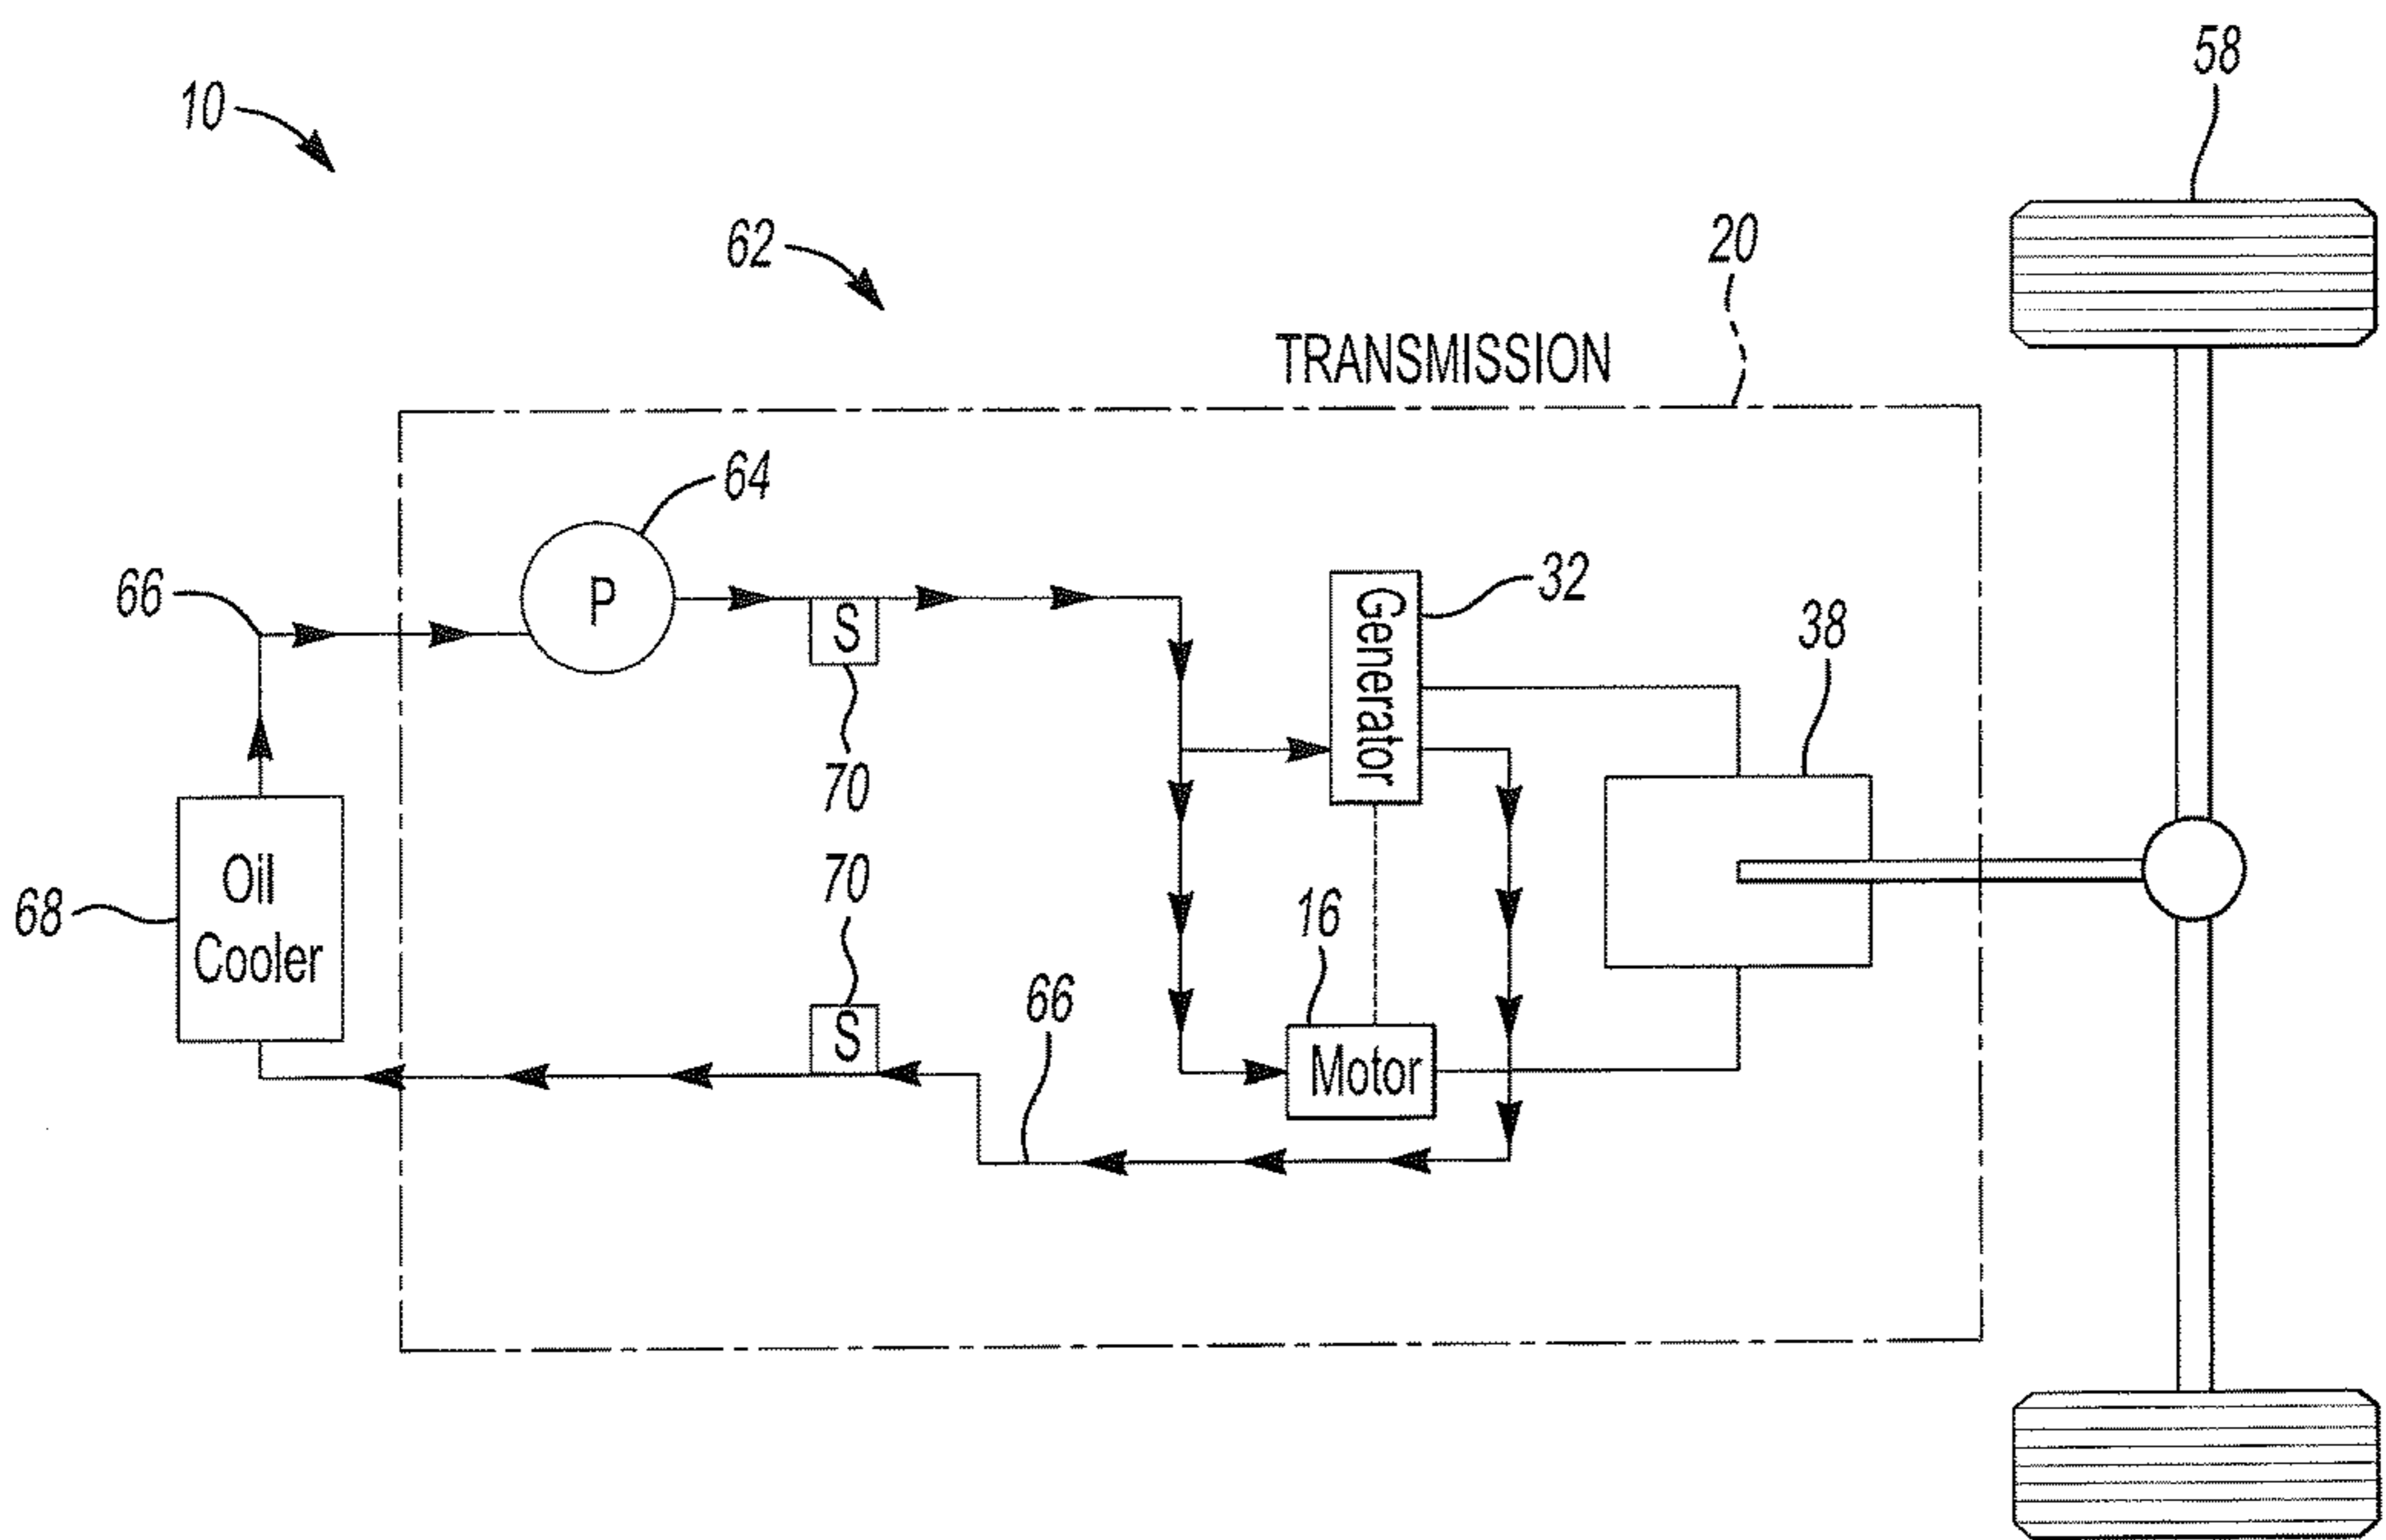 58
10
20
62
TRANSMISSION
64
66
P
S
Generator
32
38
70
70
Oil
Cooler
68
16
66
S
Motor